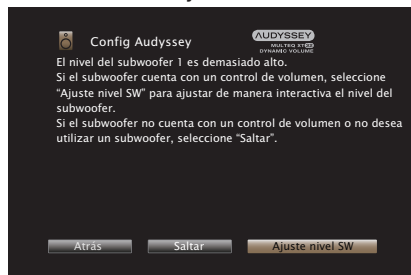 Config Audyssey
AUDYSSEY
MULTEQ XT32
DYNAMIC VOLUME
El nivel del subwoofer 1 es demasiado alto.
Si el subwoofer cuenta con un control de volumen, seleccione
“Ajuste nivel SW” para ajustar de manera interactiva el nivel del
subwoofer.
Si el subwoofer no cuenta con un control de volumen o no desea
utilizar un subwoofer, seleccione “Saltar”.
Atrás Saltar Ajuste nivel SW